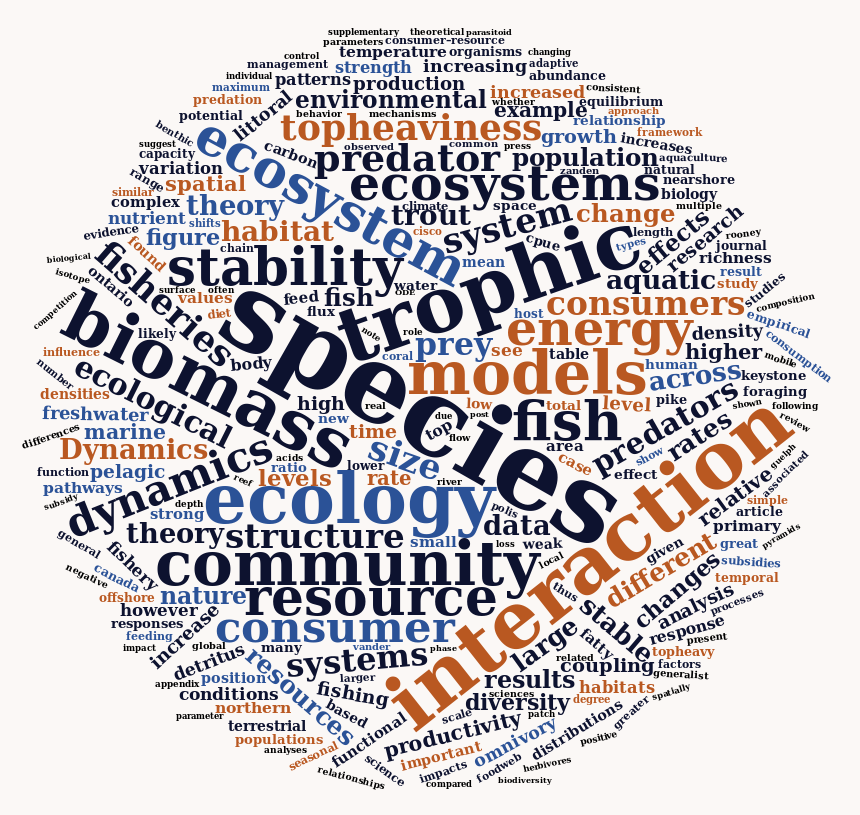 supplementary theoretical parasitoid
parameters consumer–resource
control temperature organisms changing
management strength increasing adaptive
individual patterns production abundance
maximum environmental increased consistent
predation littoral whether example equilibrium
potential behavior mechanisms approach
topheaviness relationship
benthic ecosystem growth framework
suggest carbon observed common press increases
capacity predator population aquaculture
variation zanden natural
range spatial ecosystems nearshore
similar biology
complex theory climate space multiple
nutrient shifts trout system change
evidence figure habitat cisco length effects research rooney
found chain cpue types journal
biological stability trophic mean richness
isotope ontario fisheries water aquatic result
surface often feed fish ODE study
competition values flux host consumers studies composition
biomass diet species note role energy density empirical
likely coral prey see table higher mobile consumption
influence body models human across keystone
number ecological
densities high real low total level pike foraging
freshwater new due post fish predators shown following
marine time top flow area rates review
differences Dynamics size case show interaction
function pelagic acids ratio lower effect guelph
pathways dynamics levels rate river relative associated
subsidy reef depth ecology polis simple
strong article
theory structure small data primary
general fishery loss weak given different great pyramids
negative community local changes subsidies
canada nature resource thus temporal
offshore analysis processes
however stable response
responses increase consumer large fatty present
feeding
impact global many vander phase topheavy
detritus systems related coupling factors
position resources larger results generalist
appendix conditions fishing sciences habitats spatially
northern based diversity degree
parameter functional scale patch greater
terrestrial productivity distributions
populations omnivory positive
analyses seasonal important
science impacts foodweb herbivores
relationships compared biodiversity